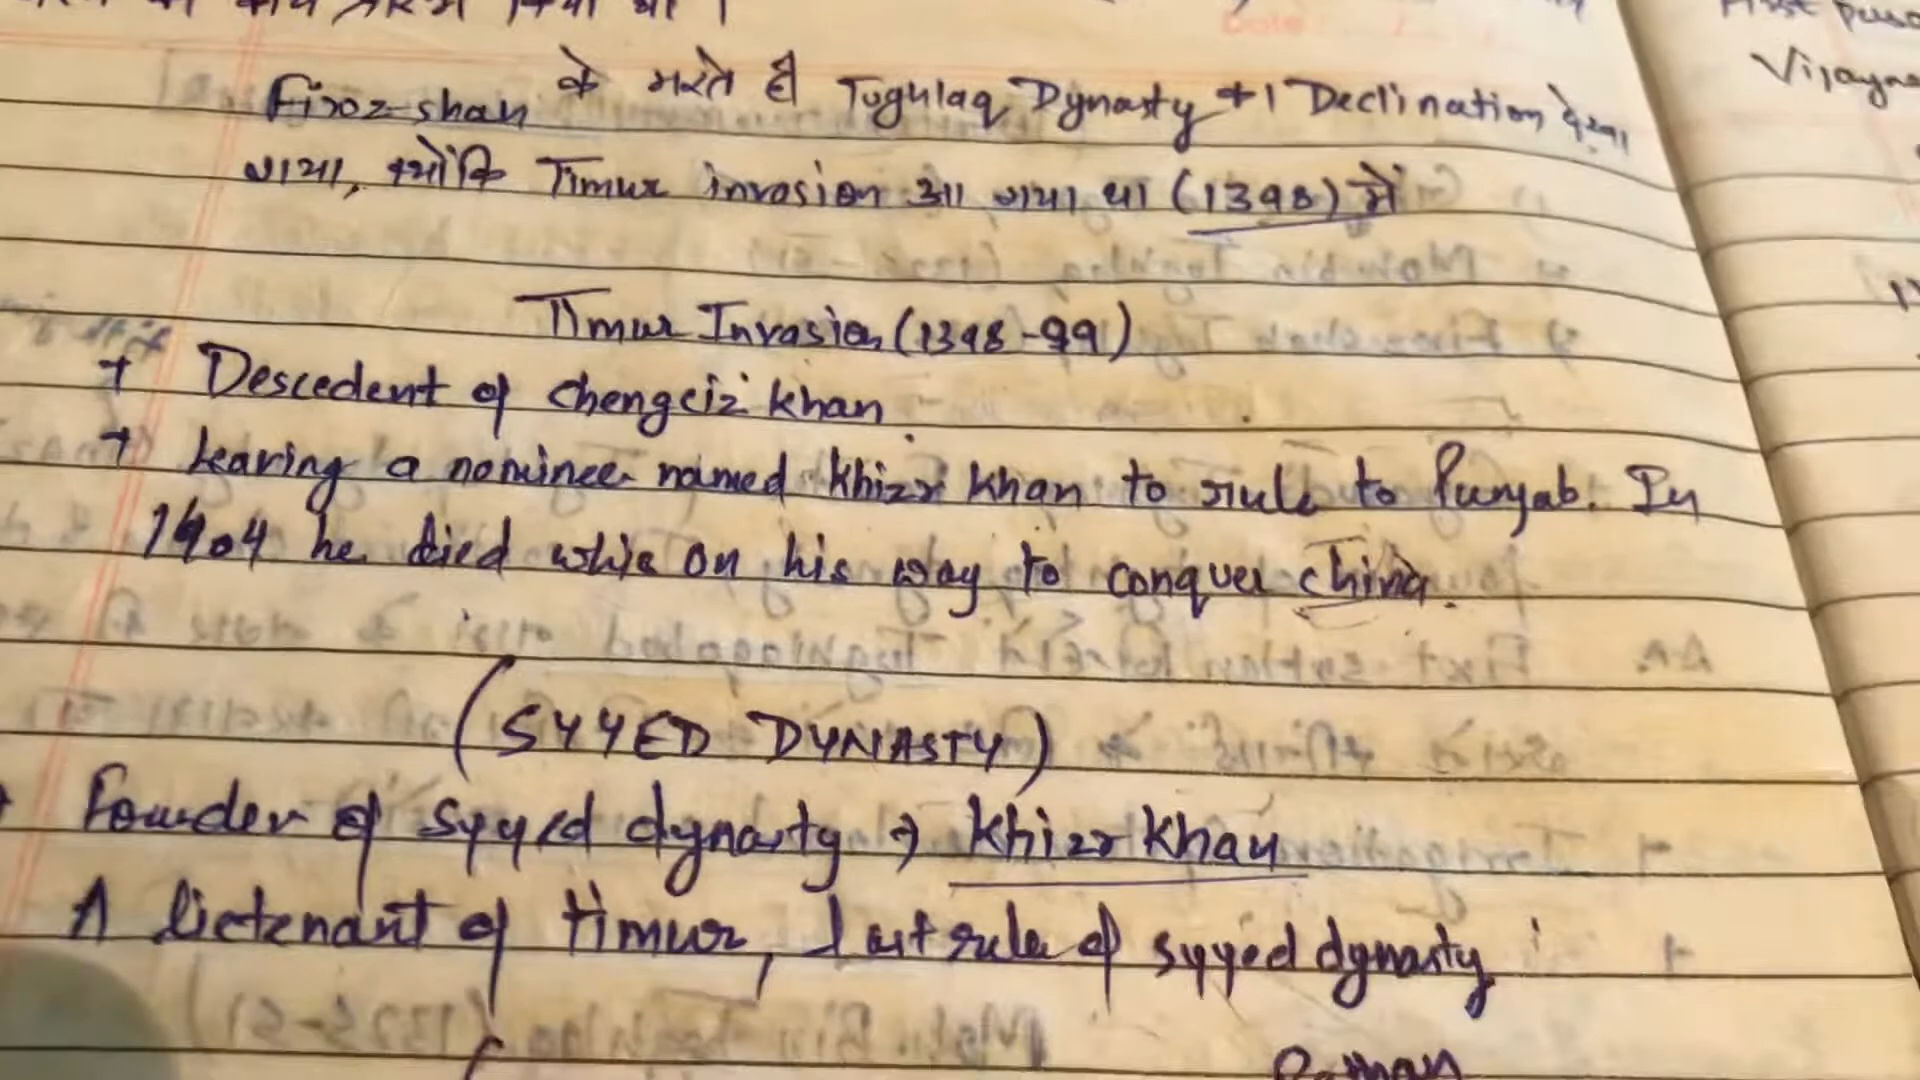 Firoz shah के मरते ही Tughlaq Dynasty का Declination देखा
गया, क्योंकि Timur invasion आ गया था (1398) में
Timur Invasion (1398-99)
→ Descedent of Chengeiz khan
→ Leaving a nominee named Khizr Khan to rule to Punjab. In
1404 he died while on his way to conquer china.
(SYYED DYNASTY)
Founder of Syyed dynasty → Khizr Khan
A lietenant of timur, Last rule of syyed dynasty
First
Vijayna